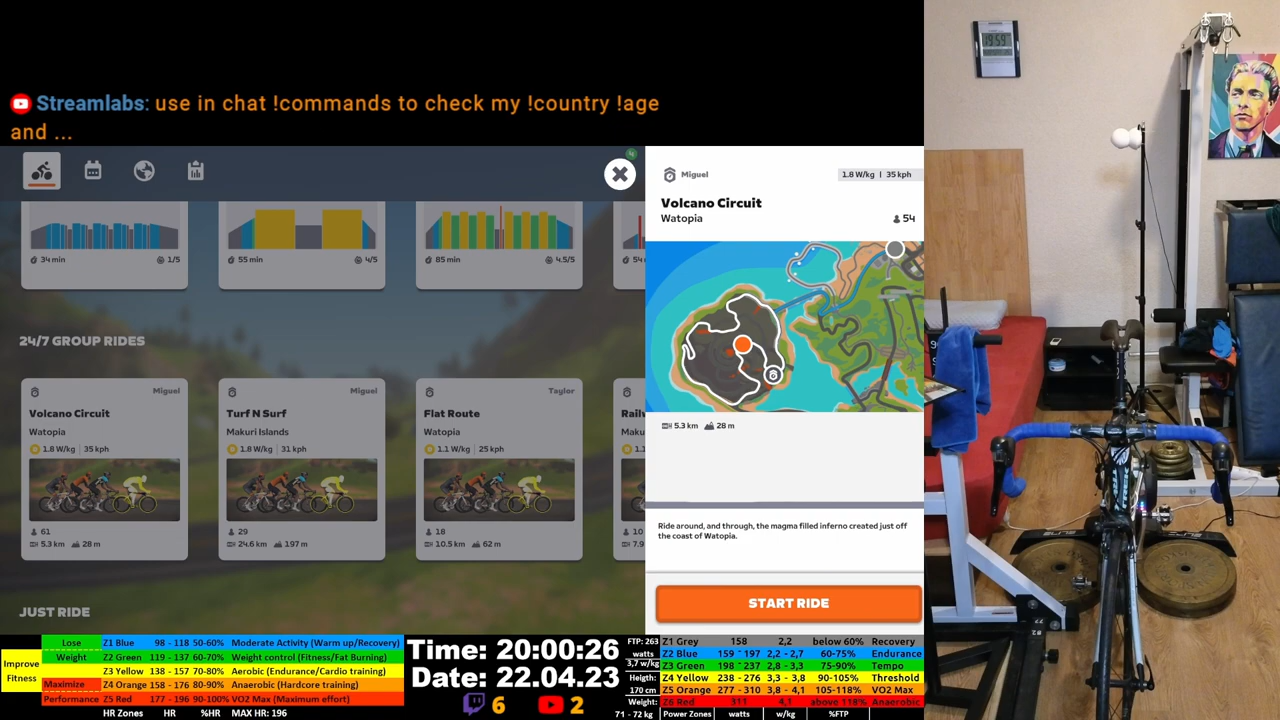 Streamlabs: use in chat !commands to check my !country !age
and ...
34 min
1/5
55 min
4/5
85 min
4.5/5
24/7 GROUP RIDES
Miguel
Volcano Circuit
Watopia
1.8 W/kg | 35 kph
61
5.3 km 28 m
Miguel
Turf N Surf
Makuri Islands
1.8 W/kg | 31 kph
29
24.6 km 197 m
Taylor
Flat Route
Watopia
1.1 W/kg | 25 kph
18
10.5 km 62 m
10
JUST RIDE
Miguel
1.8 W/kg | 35 kph
Volcano Circuit
Watopia
54
5.3 km 28 m
Ride around, and through, the magma filled inferno created just off
the coast of Watopia.
START RIDE
Improve
Fitness
Lose
Weight
Maximize
Performance
Z1 Blue 98 - 118 50-60% Moderate Activity (Warm up/Recovery)
Z2 Green 119 - 137 60-70% Weight control (Fitness/Fat Burning)
Z3 Yellow 138 - 157 70-80% Aerobic (Endurance/Cardio training)
Z4 Orange 158 - 176 80-90% Anaerobic (Hardcore training)
Z5 Red 177 - 196 90-100% VO2 Max (Maximum effort)
HR Zones HR %HR MAX HR: 196
Time: 20:00:26
Date: 22.04.23
6
2
FTP: 263
watts
3,7 w/kg
Heigth:
170 cm
Weight:
71 - 72 kg
Z1 Grey 158 2,2 below 60% Recovery
Z2 Blue 159 ~ 197 2,2 - 2,7 60-75% Endurance
Z3 Green 198 ~ 237 2,8 - 3,3 75-90% Tempo
Z4 Yellow 238 - 276 3,3 - 3,8 90-105% Threshold
Z5 Orange 277 - 310 3,8 - 4,1 105-118% VO2 Max
Z6 Red 311 4,1 above 118% Anaerobic
Power Zones watts w/kg %FTP
19:59